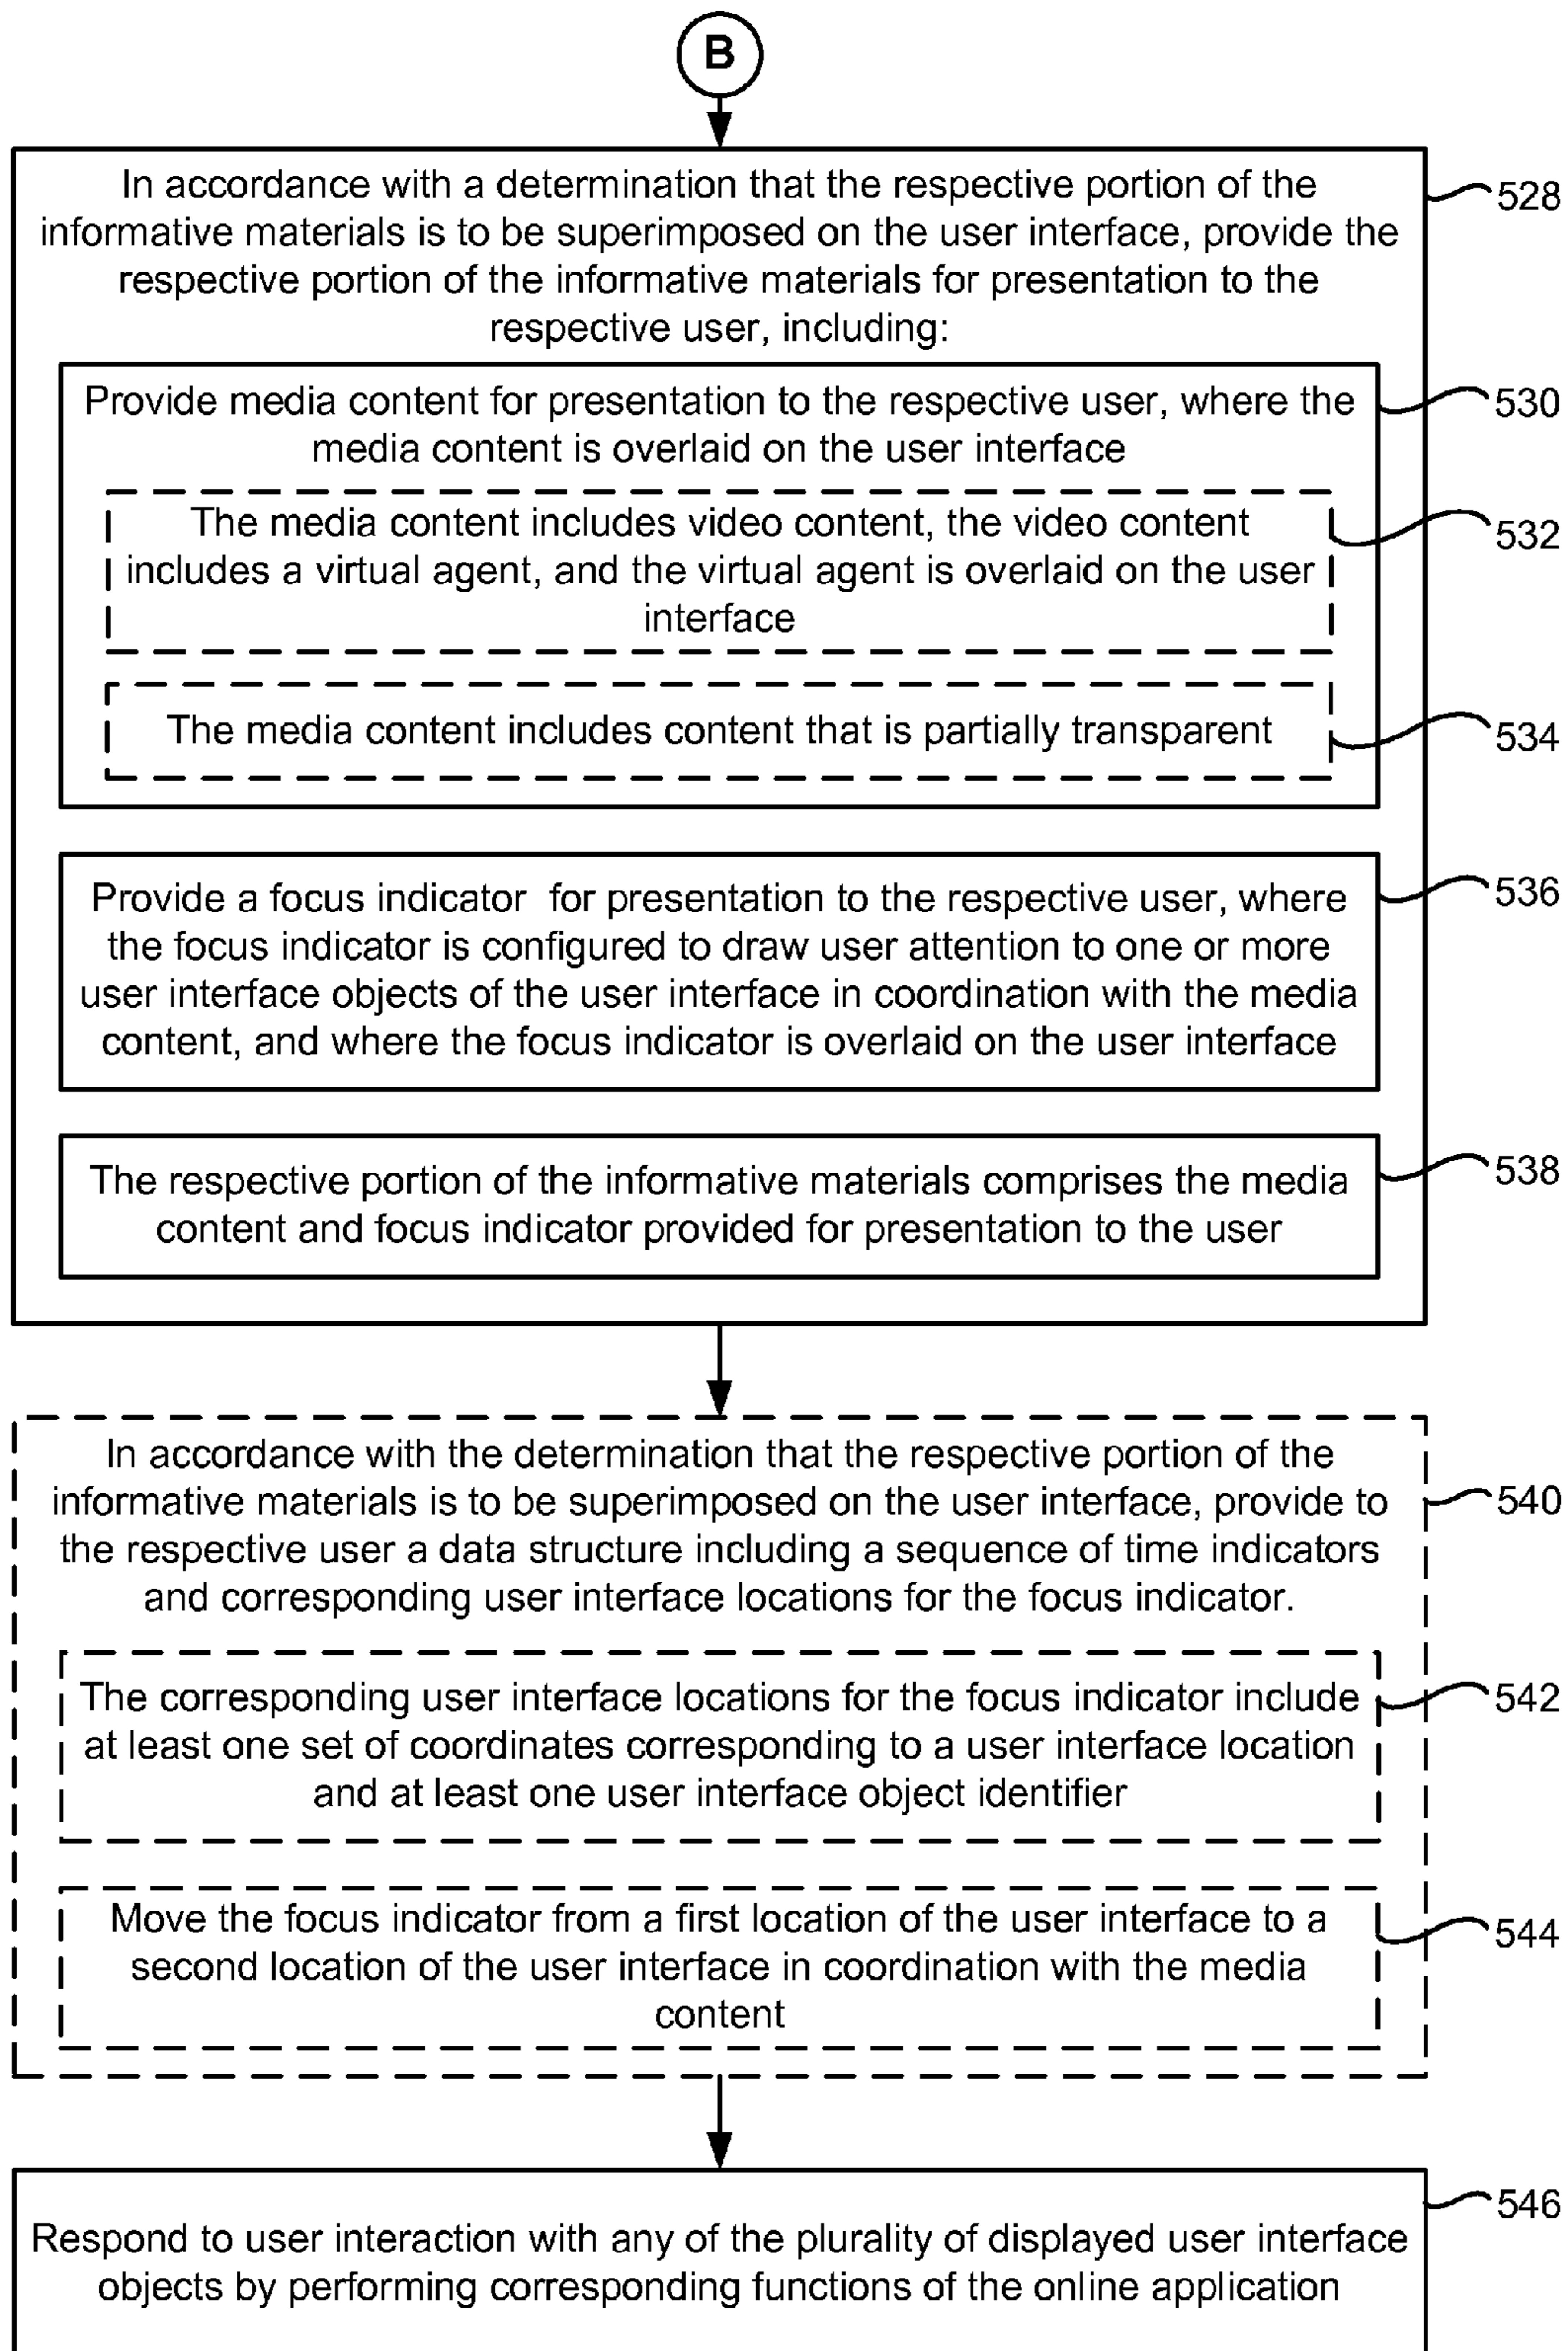 B
In accordance with a determination that the respective portion of the
informative materials is to be superimposed on the user interface, provide the
respective portion of the informative materials for presentation to the
respective user, including:
528
Provide media content for presentation to the respective user, where the
media content is overlaid on the user interface
530
The media content includes video content, the video content
includes a virtual agent, and the virtual agent is overlaid on the user
interface
532
The media content includes content that is partially transparent
534
Provide a focus indicator for presentation to the respective user, where
the focus indicator is configured to draw user attention to one or more
user interface objects of the user interface in coordination with the media
content, and where the focus indicator is overlaid on the user interface
536
The respective portion of the informative materials comprises the media
content and focus indicator provided for presentation to the user
538
In accordance with the determination that the respective portion of the
informative materials is to be superimposed on the user interface, provide to
the respective user a data structure including a sequence of time indicators
and corresponding user interface locations for the focus indicator.
540
The corresponding user interface locations for the focus indicator include
at least one set of coordinates corresponding to a user interface location
and at least one user interface object identifier
542
Move the focus indicator from a first location of the user interface to a
second location of the user interface in coordination with the media
content
544
Respond to user interaction with any of the plurality of displayed user interface
objects by performing corresponding functions of the online application
546